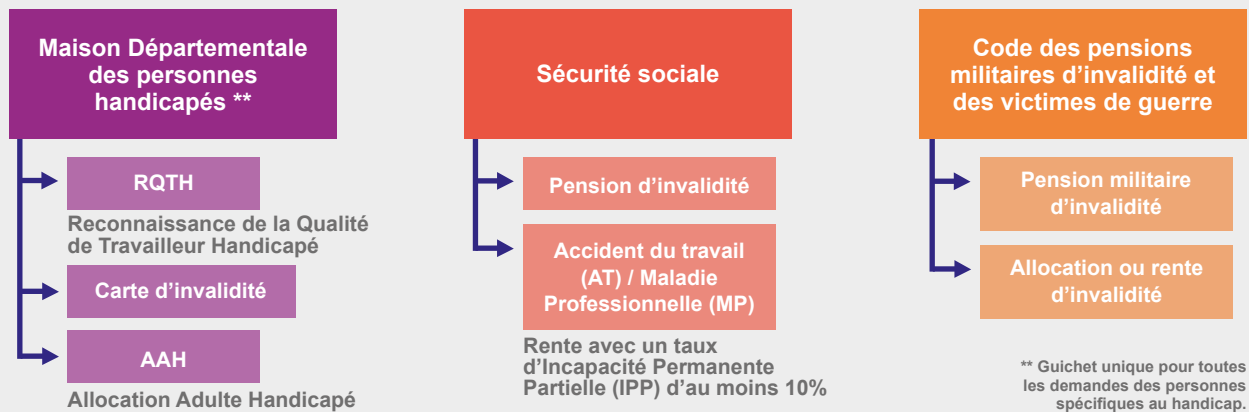 Maison Départementale
des personnes
handicapés **
RQTH
Reconnaissance de la Qualité
de Travailleur Handicapé
Carte d’invalidité
AAH
Allocation Adulte Handicapé
Sécurité sociale
Pension d’invalidité
Accident du travail
(AT) / Maladie
Professionnelle (MP)
Rente avec un taux
d’Incapacité Permanente
Partielle (IPP) d’au moins 10%
Code des pensions
militaires d’invalidité et
des victimes de guerre
Pension militaire
d’invalidité
Allocation ou rente
d’invalidité
** Guichet unique pour toutes
les demandes des personnes
spécifiques au handicap.